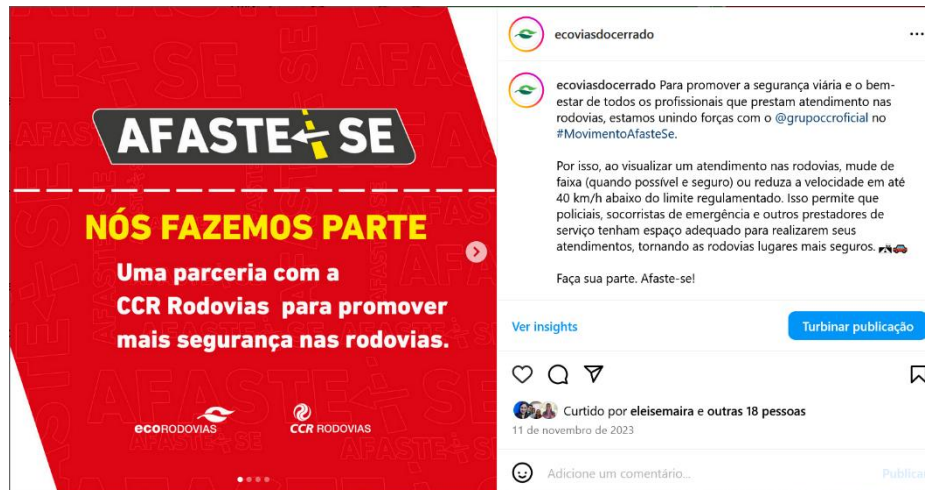 AFASTE-SE
NÓS FAZEMOS PARTE
Uma parceria com a
CCR Rodovias para promover
mais segurança nas rodovias.
ecoRODOVIAS
CCR RODOVIAS
ecoviasdocerrado
ecoviasdocerrado Para promover a segurança viária e o bem-
estar de todos os profissionais que prestam atendimento nas
rodovias, estamos unindo forças com o @grupoccroficial no
#MovimentoAfasteSe.
Por isso, ao visualizar um atendimento nas rodovias, mude de
faixa (quando possível e seguro) ou reduza a velocidade em até
40 km/h abaixo do limite regulamentado. Isso permite que
policiais, socorristas de emergência e outros prestadores de
serviço tenham espaço adequado para realizarem seus
atendimentos, tornando as rodovias lugares mais seguros.
Faça sua parte. Afaste-se!
Ver insights
Turbinar publicação
Curtido por eleisemaira e outras 18 pessoas
11 de novembro de 2023
Adicione um comentário...
Publicar